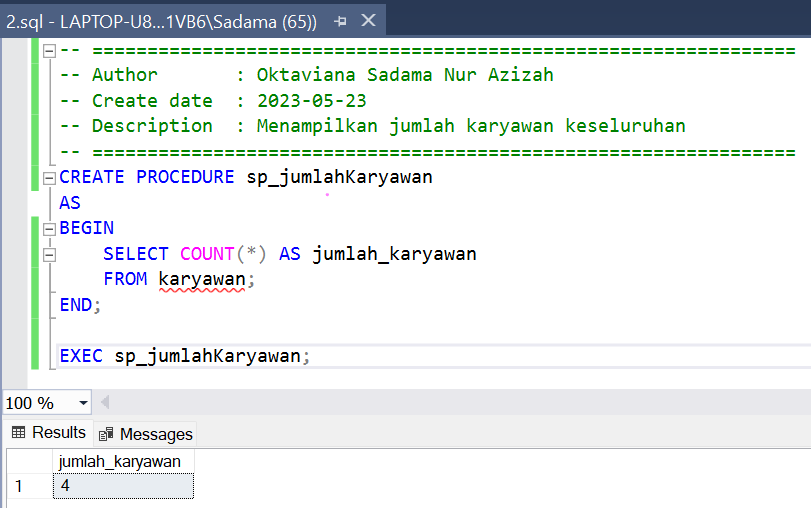 2.sql - LAPTOP-U8...1VB6\Sadama (65))
-- ================================================================
-- Author       : Oktaviana Sadama Nur Azizah
-- Create date  : 2023-05-23
-- Description  : Menampilkan jumlah karyawan keseluruhan
-- ================================================================
CREATE PROCEDURE sp_jumlahKaryawan
AS
BEGIN
    SELECT COUNT(*) AS jumlah_karyawan
    FROM karyawan;
END;
EXEC sp_jumlahKaryawan;
100 %
Results Messages
jumlah_karyawan
1 4